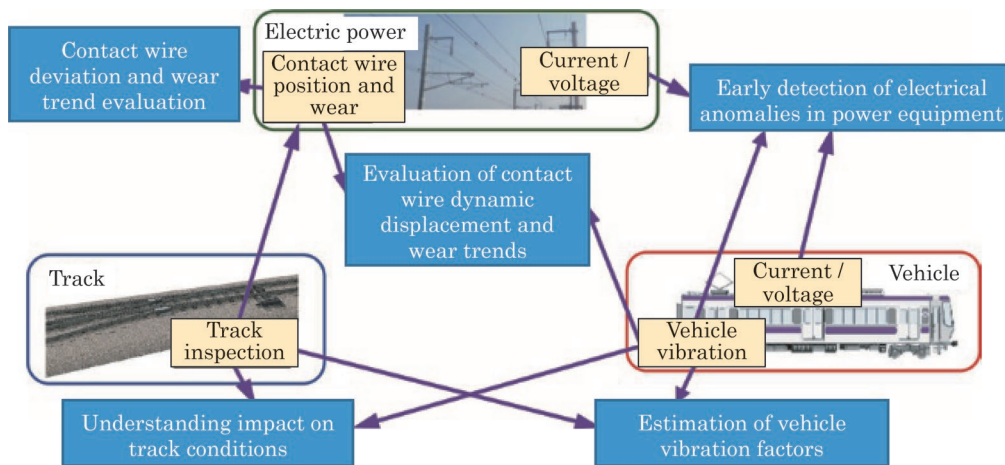 Electric power
Contact wire
deviation and wear
trend evaluation
Contact wire
position and
wear
Current /
voltage
Early detection of electrical
anomalies in power equipment
Evaluation of contact
wire dynamic
displacement and
wear trends
Track
Track
inspection
Current /
voltage
Vehicle
Vehicle
vibration
Understanding impact on
track conditions
Estimation of vehicle
vibration factors